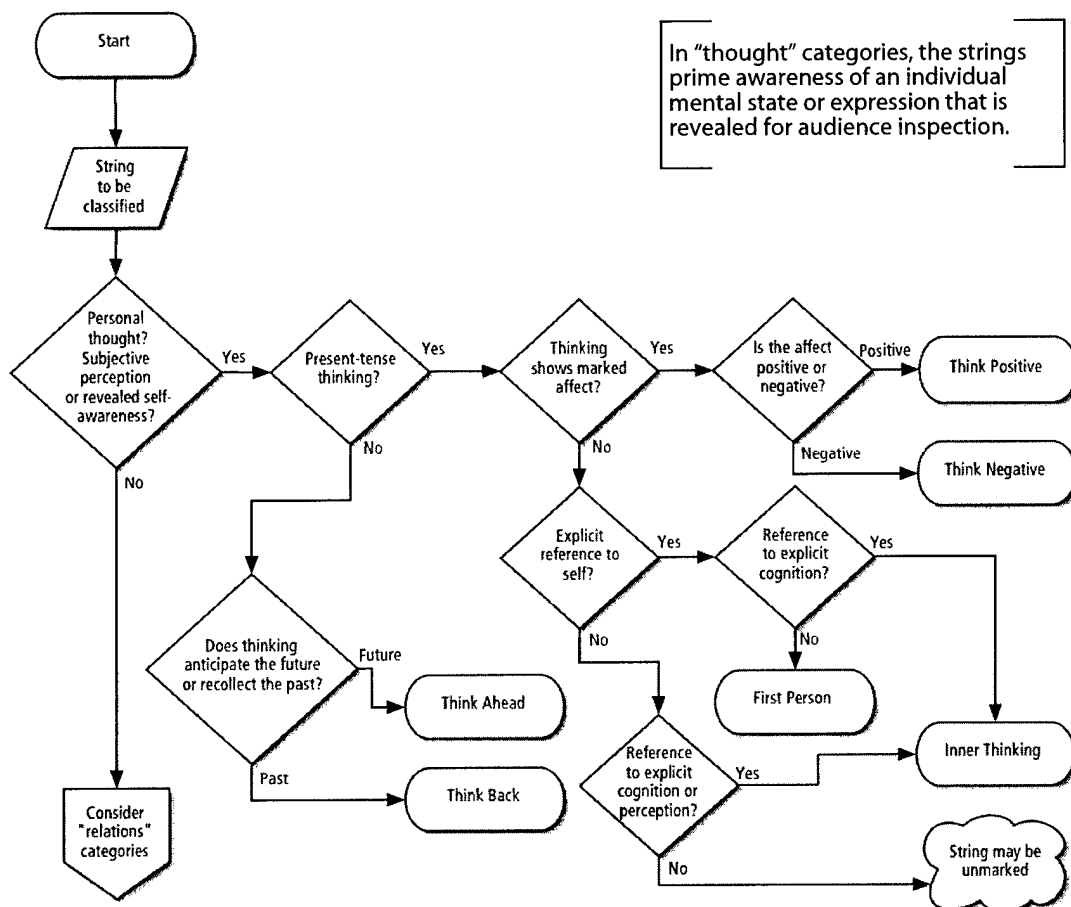 Start
In "thought" categories, the strings
prime awareness of an individual
mental state or expression that is
revealed for audience inspection.
String
to be
classified
Personal
thought?
Subjective
perception
or revealed self-
awareness?
Yes
No
Present-tense
thinking?
Yes
No
Thinking
shows marked
affect?
Yes
No
Is the affect
positive or
negative?
Positive
Negative
Think Positive
Think Negative
Explicit
reference to
self?
Yes
No
Reference
to explicit
cognition?
Yes
No
Does thinking
anticipate the future
or recollect the past?
Future
Past
Think Ahead
Think Back
First Person
Inner Thinking
Reference
to explicit
cognition or
perception?
Yes
No
Consider
"relations"
categories
String may be
unmarked